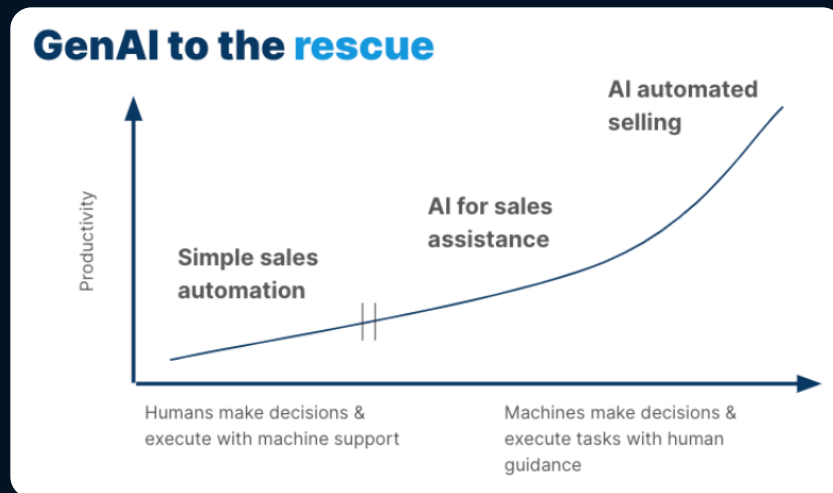 GenAI to the rescue
AI automated
selling
AI for sales
assistance
Simple sales
automation
Productivity
Humans make decisions &
execute with machine support
Machines make decisions &
execute tasks with human
guidance